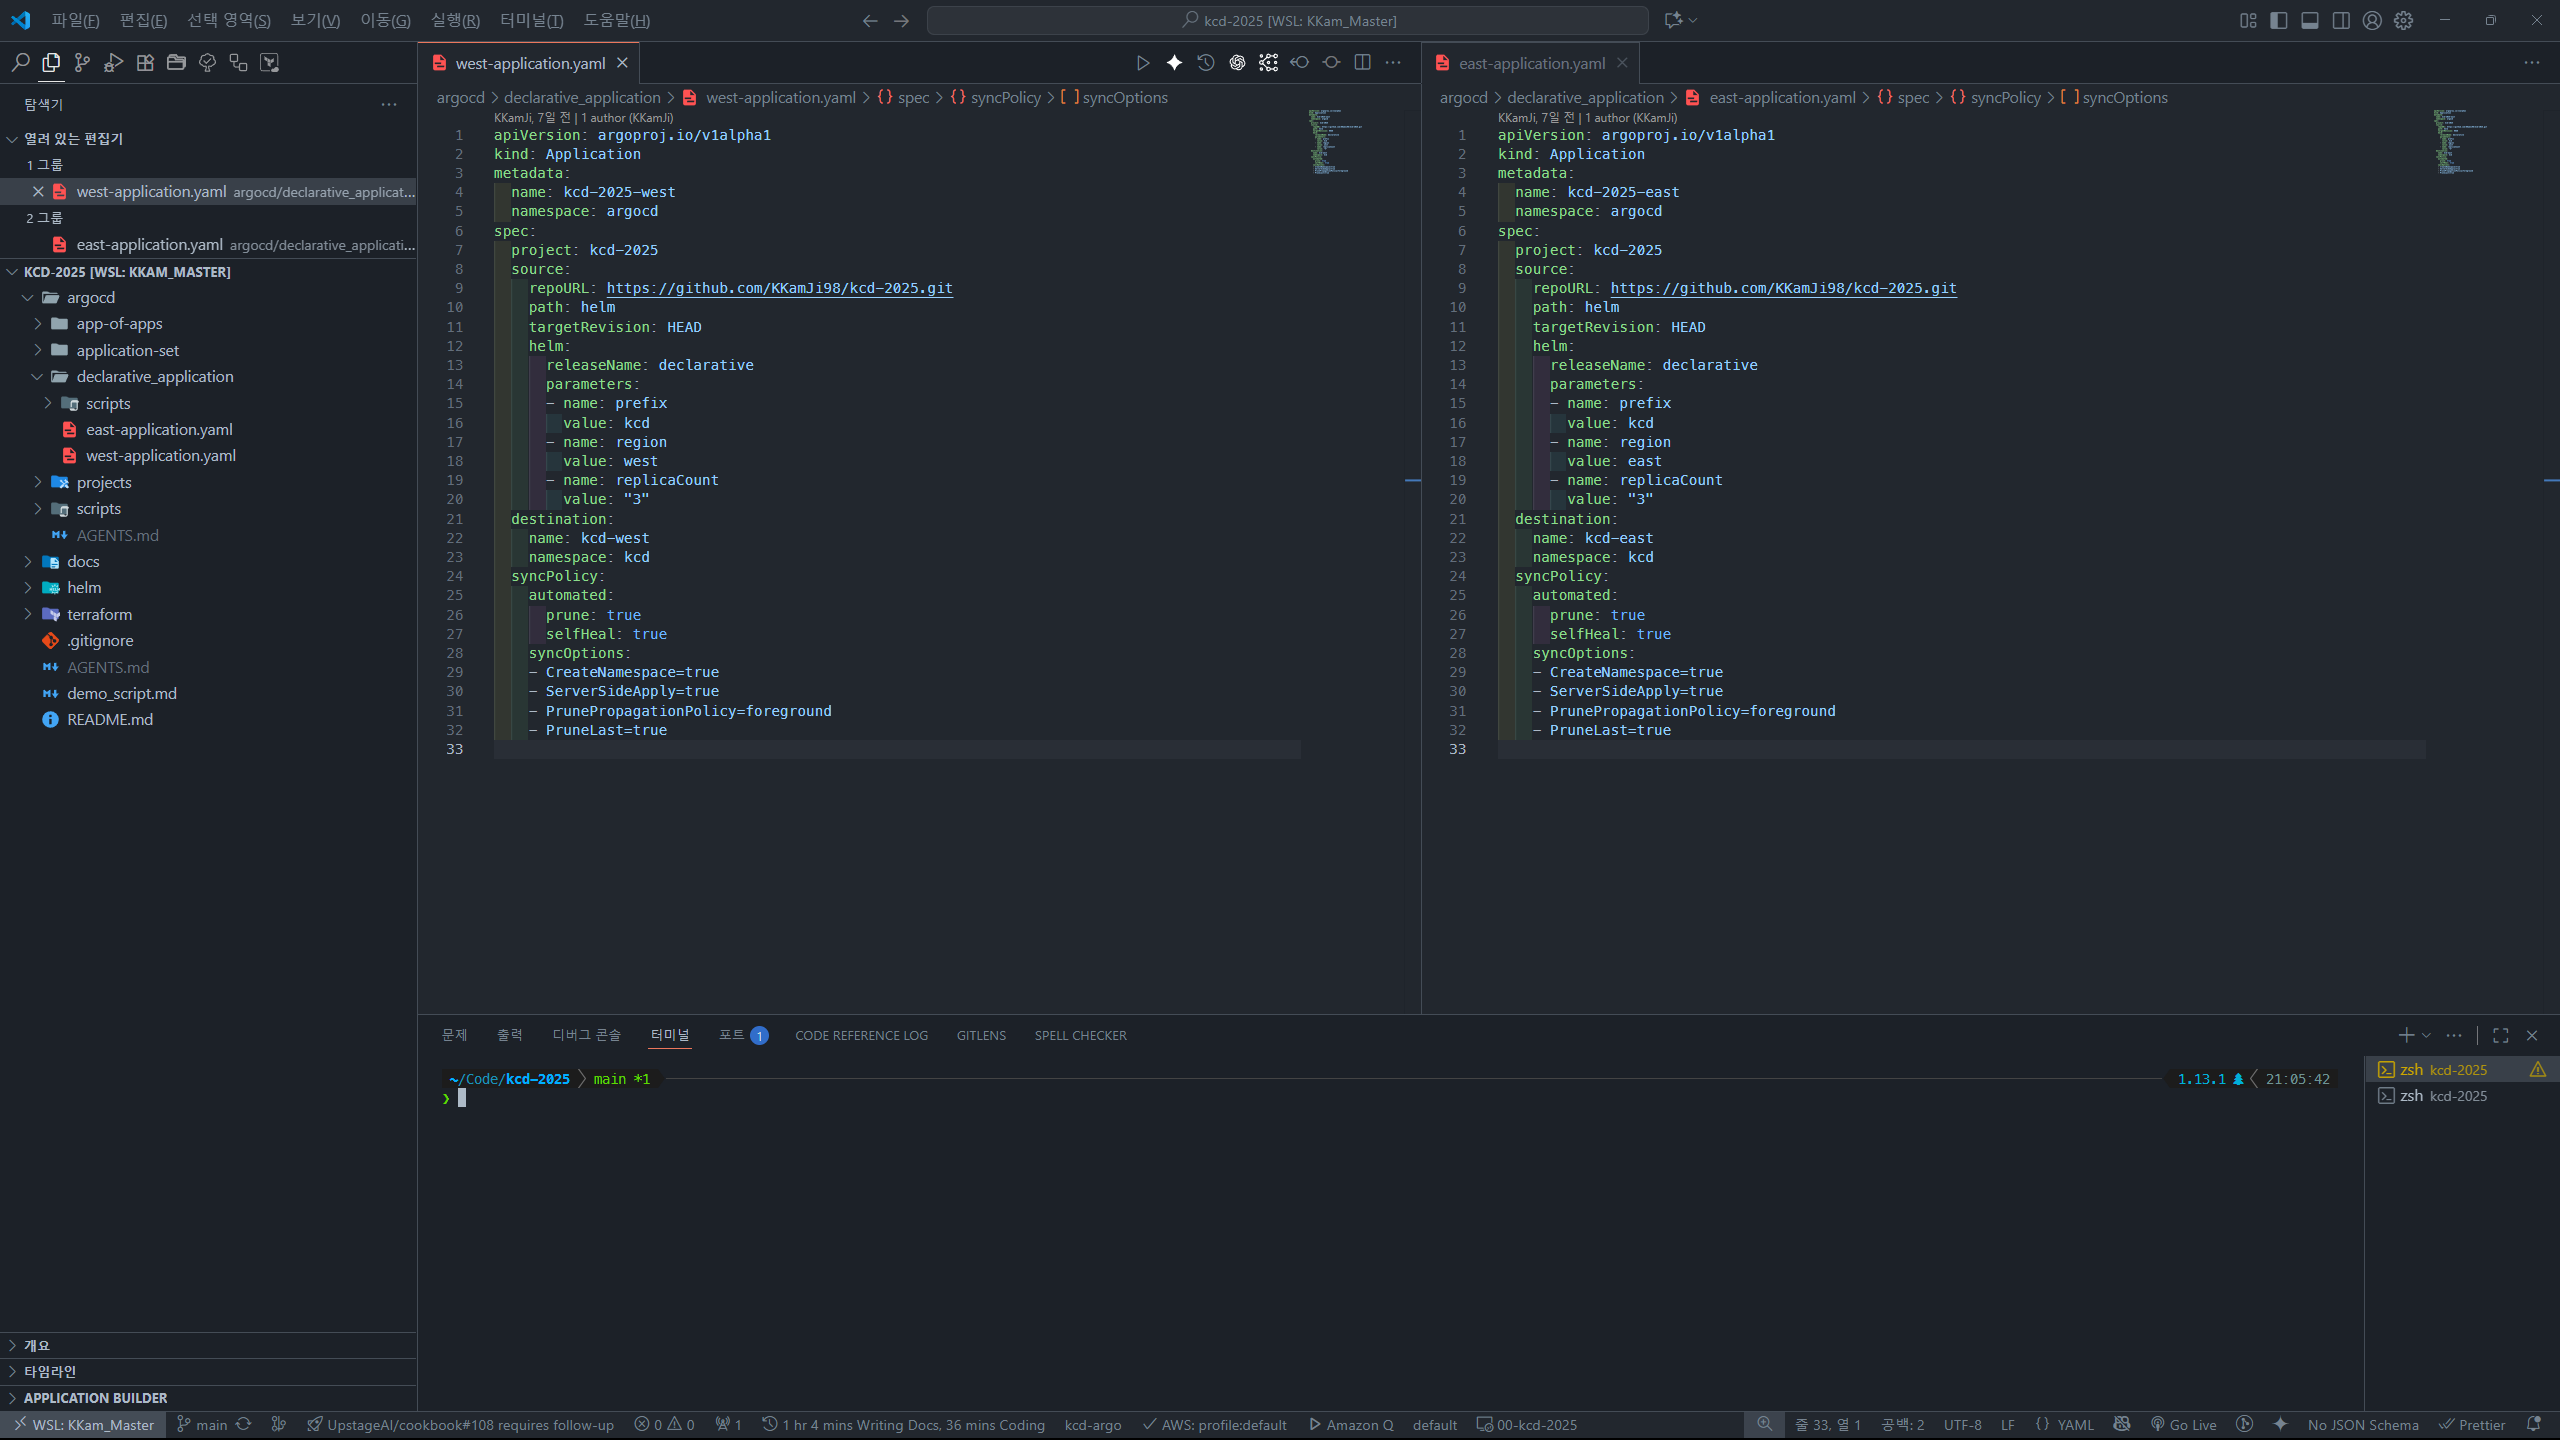 파일(F) 편집(E) 선택 영역(S) 보기(V) 이동(G) 실행(R) 터미널(T) 도움말(H)
kcd-2025 [WSL: KKam_Master]
탐색기
열려 있는 편집기
1 그룹
west-application.yaml argocd/declarative_applicat...
2 그룹
east-application.yaml argocd/declarative_applicati...
KCD-2025 [WSL: KKAM_MASTER]
argocd
app-of-apps
application-set
declarative_application
scripts
east-application.yaml
west-application.yaml
projects
scripts
AGENTS.md
docs
helm
terraform
.gitignore
AGENTS.md
demo_script.md
README.md
개요
타임라인
APPLICATION BUILDER
west-application.yaml
argocd > declarative_application > west-application.yaml > {} spec > {} syncPolicy > [ ] syncOptions
KKamJi, 7일 전 | 1 author (KKamJi)
1 apiVersion: argoproj.io/v1alpha1
2 kind: Application
3 metadata:
4 name: kcd-2025-west
5 namespace: argocd
6 spec:
7 project: kcd-2025
8 source:
9 repoURL: https://github.com/KKamJi98/kcd-2025.git
10 path: helm
11 targetRevision: HEAD
12 helm:
13 releaseName: declarative
14 parameters:
15 - name: prefix
16 value: kcd
17 - name: region
18 value: west
19 - name: replicaCount
20 value: "3"
21 destination:
22 name: kcd-west
23 namespace: kcd
24 syncPolicy:
25 automated:
26 prune: true
27 selfHeal: true
28 syncOptions:
29 - CreateNamespace=true
30 - ServerSideApply=true
31 - PrunePropagationPolicy=foreground
32 - PruneLast=true
33
east-application.yaml
argocd > declarative_application > east-application.yaml > {} spec > {} syncPolicy > [ ] syncOptions
KKamJi, 7일 전 | 1 author (KKamJi)
1 apiVersion: argoproj.io/v1alpha1
2 kind: Application
3 metadata:
4 name: kcd-2025-east
5 namespace: argocd
6 spec:
7 project: kcd-2025
8 source:
9 repoURL: https://github.com/KKamJi98/kcd-2025.git
10 path: helm
11 targetRevision: HEAD
12 helm:
13 releaseName: declarative
14 parameters:
15 - name: prefix
16 value: kcd
17 - name: region
18 value: east
19 - name: replicaCount
20 value: "3"
21 destination:
22 name: kcd-east
23 namespace: kcd
24 syncPolicy:
25 automated:
26 prune: true
27 selfHeal: true
28 syncOptions:
29 - CreateNamespace=true
30 - ServerSideApply=true
31 - PrunePropagationPolicy=foreground
32 - PruneLast=true
33
문제 출력 디버그 콘솔 터미널 포트 1 CODE REFERENCE LOG GITLENS SPELL CHECKER
~/Code/kcd-2025 > main *1 1.13.1 < 21:05:42
❯
zsh kcd-2025
zsh kcd-2025
WSL: KKam_Master main UpstageAI/cookbook#108 requires follow-up 0 0 1 1 hr 4 mins Writing Docs, 36 mins Coding kcd-argo AWS: profile:default Amazon Q default 00-kcd-2025 줄 33, 열 1 공백: 2 UTF-8 LF {} YAML Go Live No JSON Schema Prettier